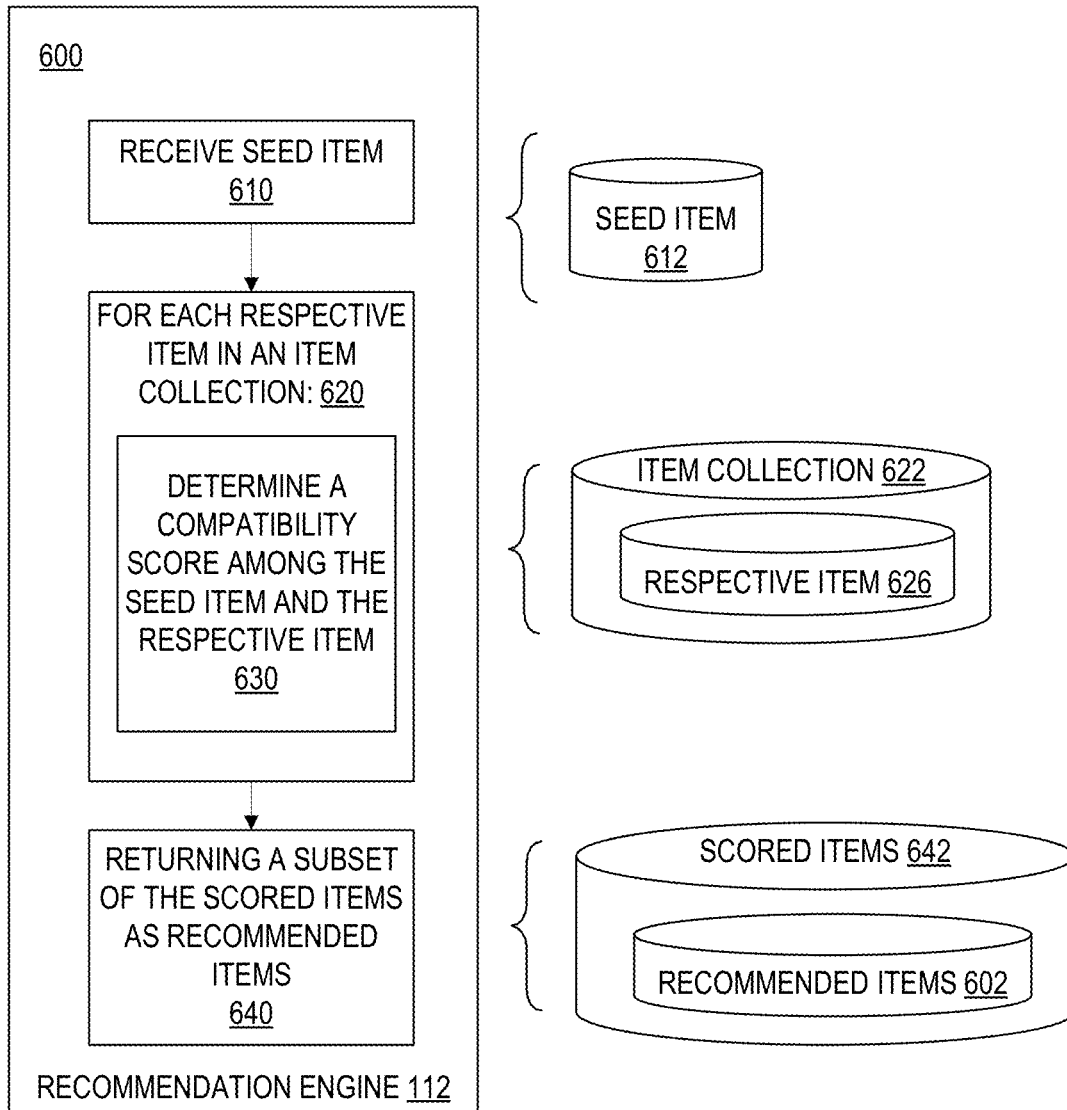 600
RECEIVE SEED ITEM
610
SEED ITEM
612
FOR EACH RESPECTIVE
ITEM IN AN ITEM
COLLECTION: 620
DETERMINE A
COMPATIBILITY
SCORE AMONG THE
SEED ITEM AND THE
RESPECTIVE ITEM
630
ITEM COLLECTION 622
RESPECTIVE ITEM 626
RETURNING A SUBSET
OF THE SCORED ITEMS
AS RECOMMENDED
ITEMS
640
SCORED ITEMS 642
RECOMMENDED ITEMS 602
RECOMMENDATION ENGINE 112